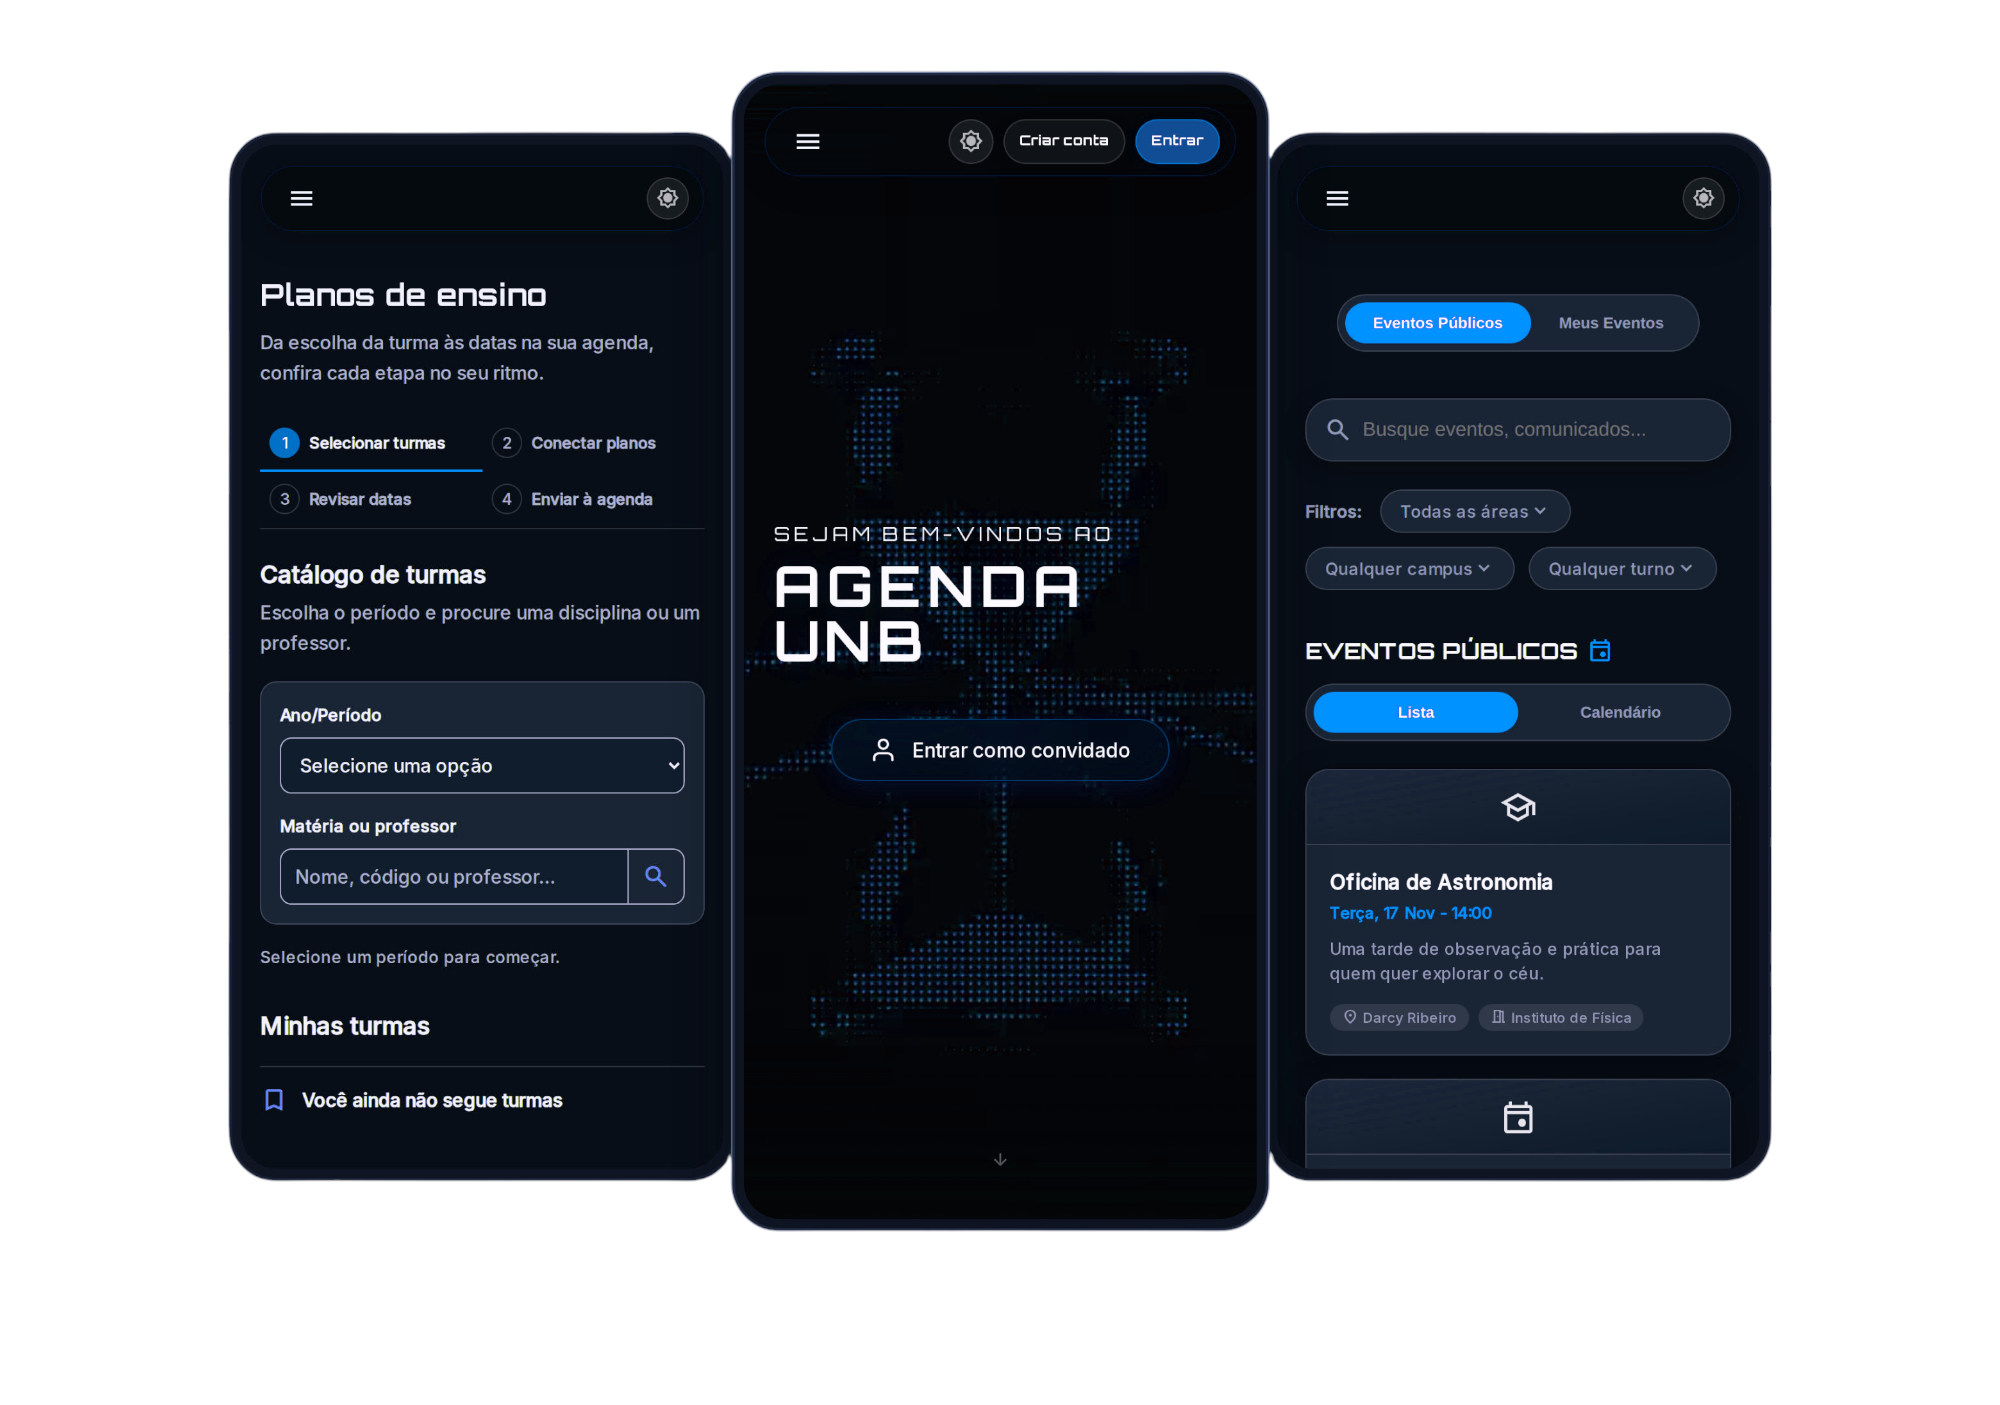 Planos de ensino
Da escolha da turma às datas na sua agenda,
confira cada etapa no seu ritmo.
1 Selecionar turmas
2 Conectar planos
3 Revisar datas
4 Enviar à agenda
Catálogo de turmas
Escolha o período e procure uma disciplina ou um
professor.
Ano/Período
Selecione uma opção
Matéria ou professor
Nome, código ou professor...
Selecione um período para começar.
Minhas turmas
Você ainda não segue turmas
Criar conta
Entrar
SEJAM BEM-VINDOS AO
AGENDA
UNB
Entrar como convidado
Eventos Públicos
Meus Eventos
Busque eventos, comunicados...
Filtros:
Todas as áreas
Qualquer campus
Qualquer turno
EVENTOS PÚBLICOS
Lista
Calendário
Oficina de Astronomia
Terça, 17 Nov - 14:00
Uma tarde de observação e prática para
quem quer explorar o céu.
Darcy Ribeiro
Instituto de Física